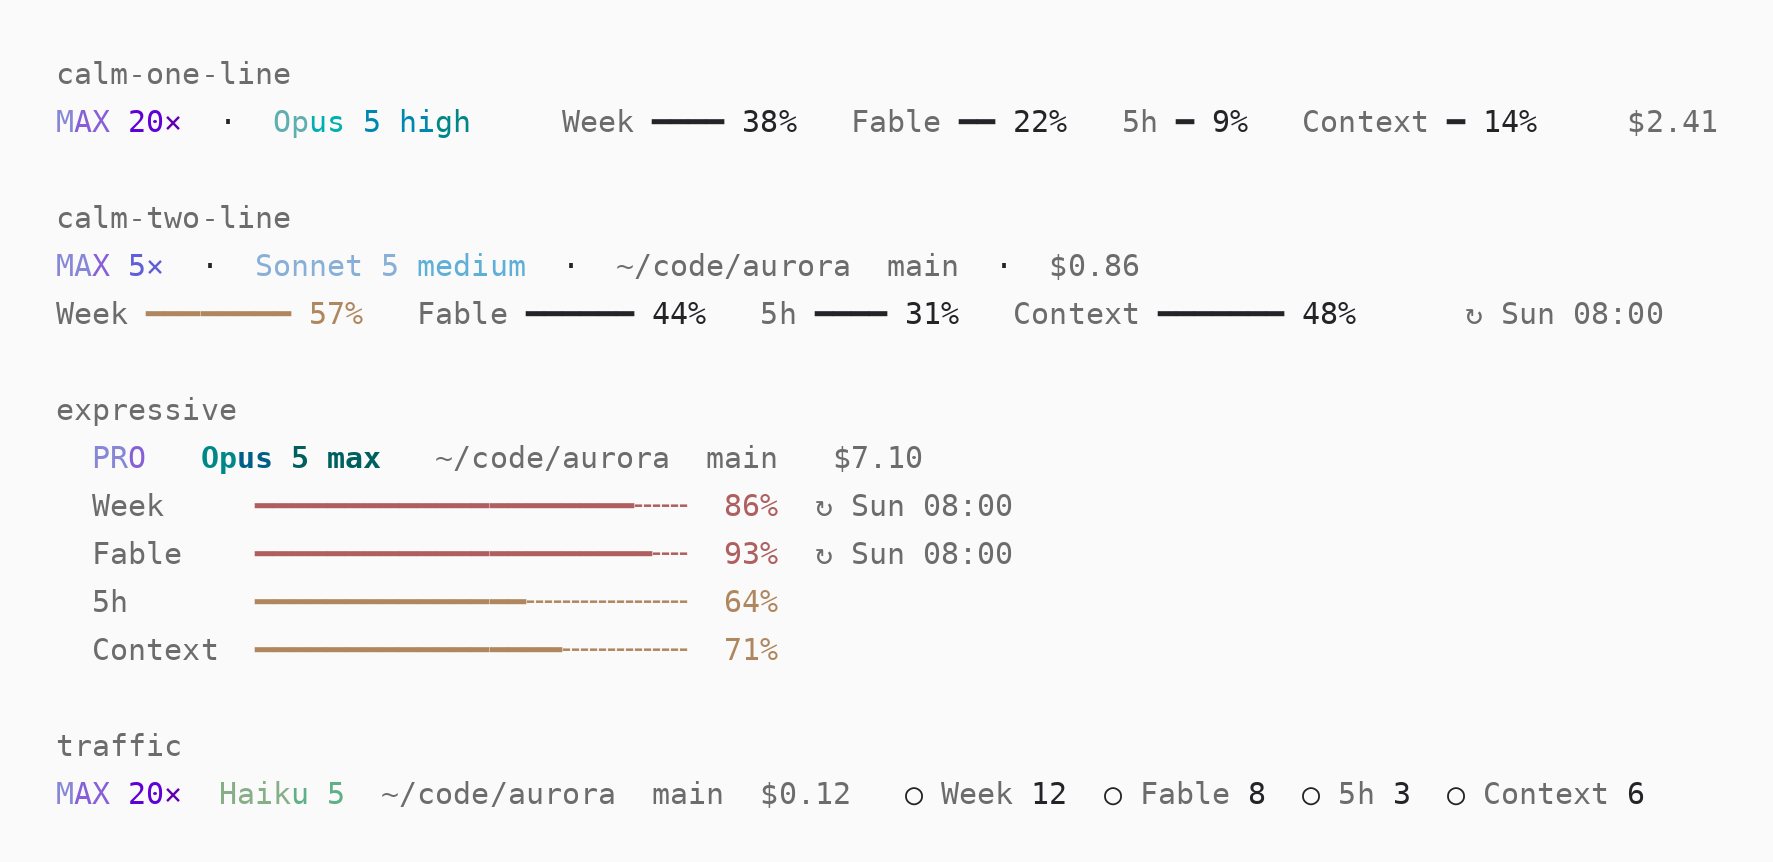 calm-one-line
MAX 20× · Opus 5 high Week ━━━━ 38% Fable ━━ 22% 5h ━ 9% Context ━ 14% $2.41
calm-two-line
MAX 5× · Sonnet 5 medium · ~/code/aurora main · $0.86
Week ━━━━━━━━ 57% Fable ━━━━━━ 44% 5h ━━━━ 31% Context ━━━━━━━ 48% ↻ Sun 08:00
expressive
PRO Opus 5 max ~/code/aurora main $7.10
Week ━━━━━━━━━━━━━━━━━━━━━╌╌╌ 86% ↻ Sun 08:00
Fable ━━━━━━━━━━━━━━━━━━━━━━╌╌ 93% ↻ Sun 08:00
5h ━━━━━━━━━━━━━━━╌╌╌╌╌╌╌╌╌ 64%
Context ━━━━━━━━━━━━━━━━━╌╌╌╌╌╌╌ 71%
traffic
MAX 20× Haiku 5 ~/code/aurora main $0.12 ○ Week 12 ○ Fable 8 ○ 5h 3 ○ Context 6